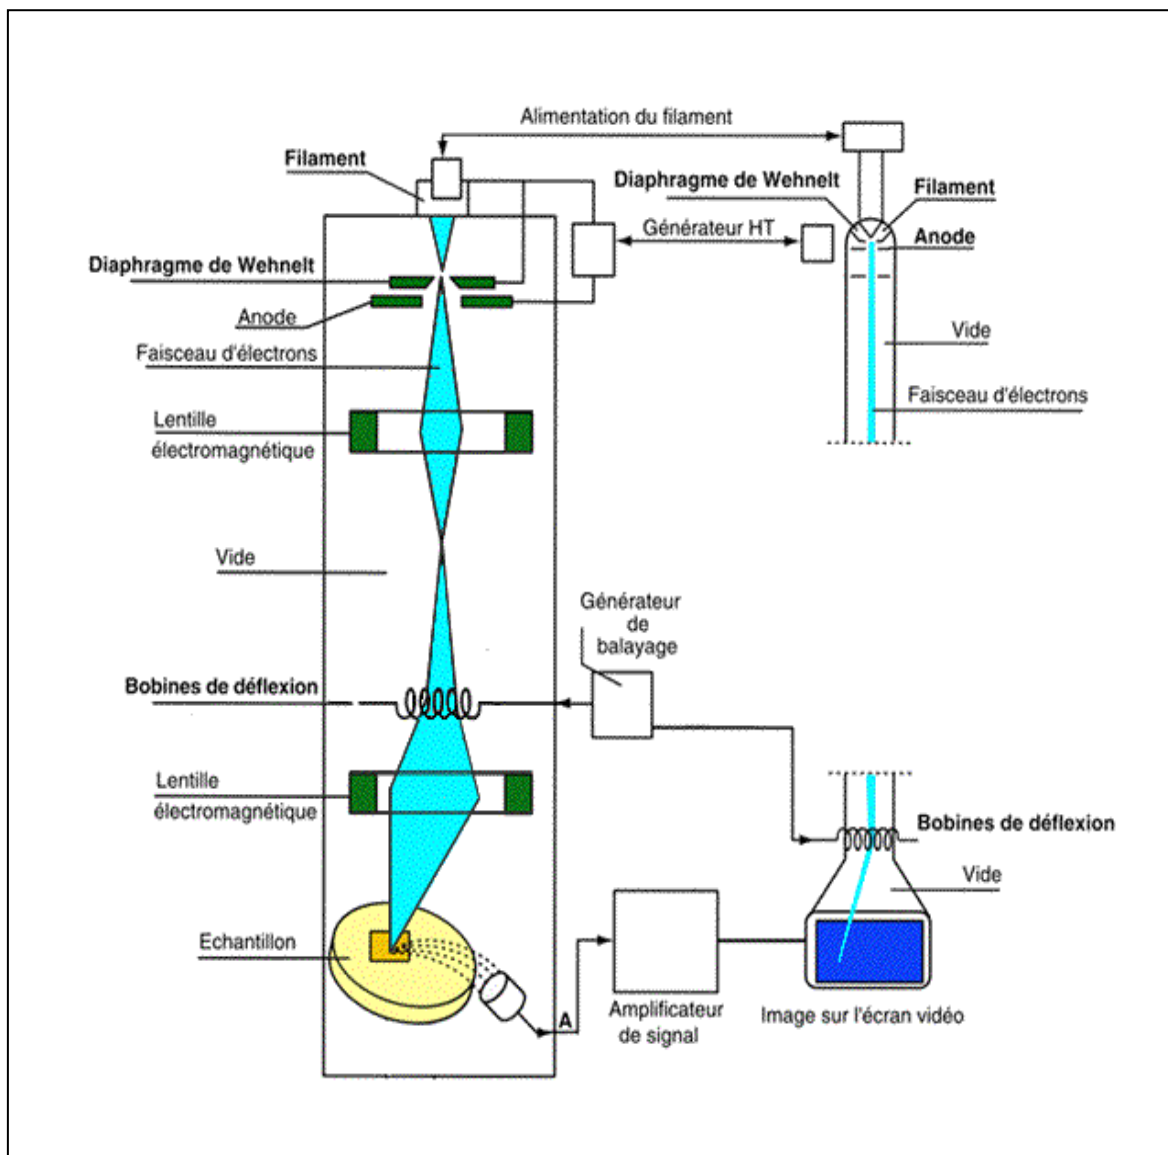 Alimentation du filament
Filament
Diaphragme de Wehnelt
Filament
Générateur HT
Anode
Diaphragme de Wehnelt
Anode
Vide
Faisceau d'électrons
Faisceau d'électrons
Lentille
électromagnétique
Vide
Générateur
de
balayage
Bobines de déflexion
Lentille
électromagnétique
Bobines de déflexion
Vide
Echantillon
A
Amplificateur
de signal
Image sur l'écran vidéo